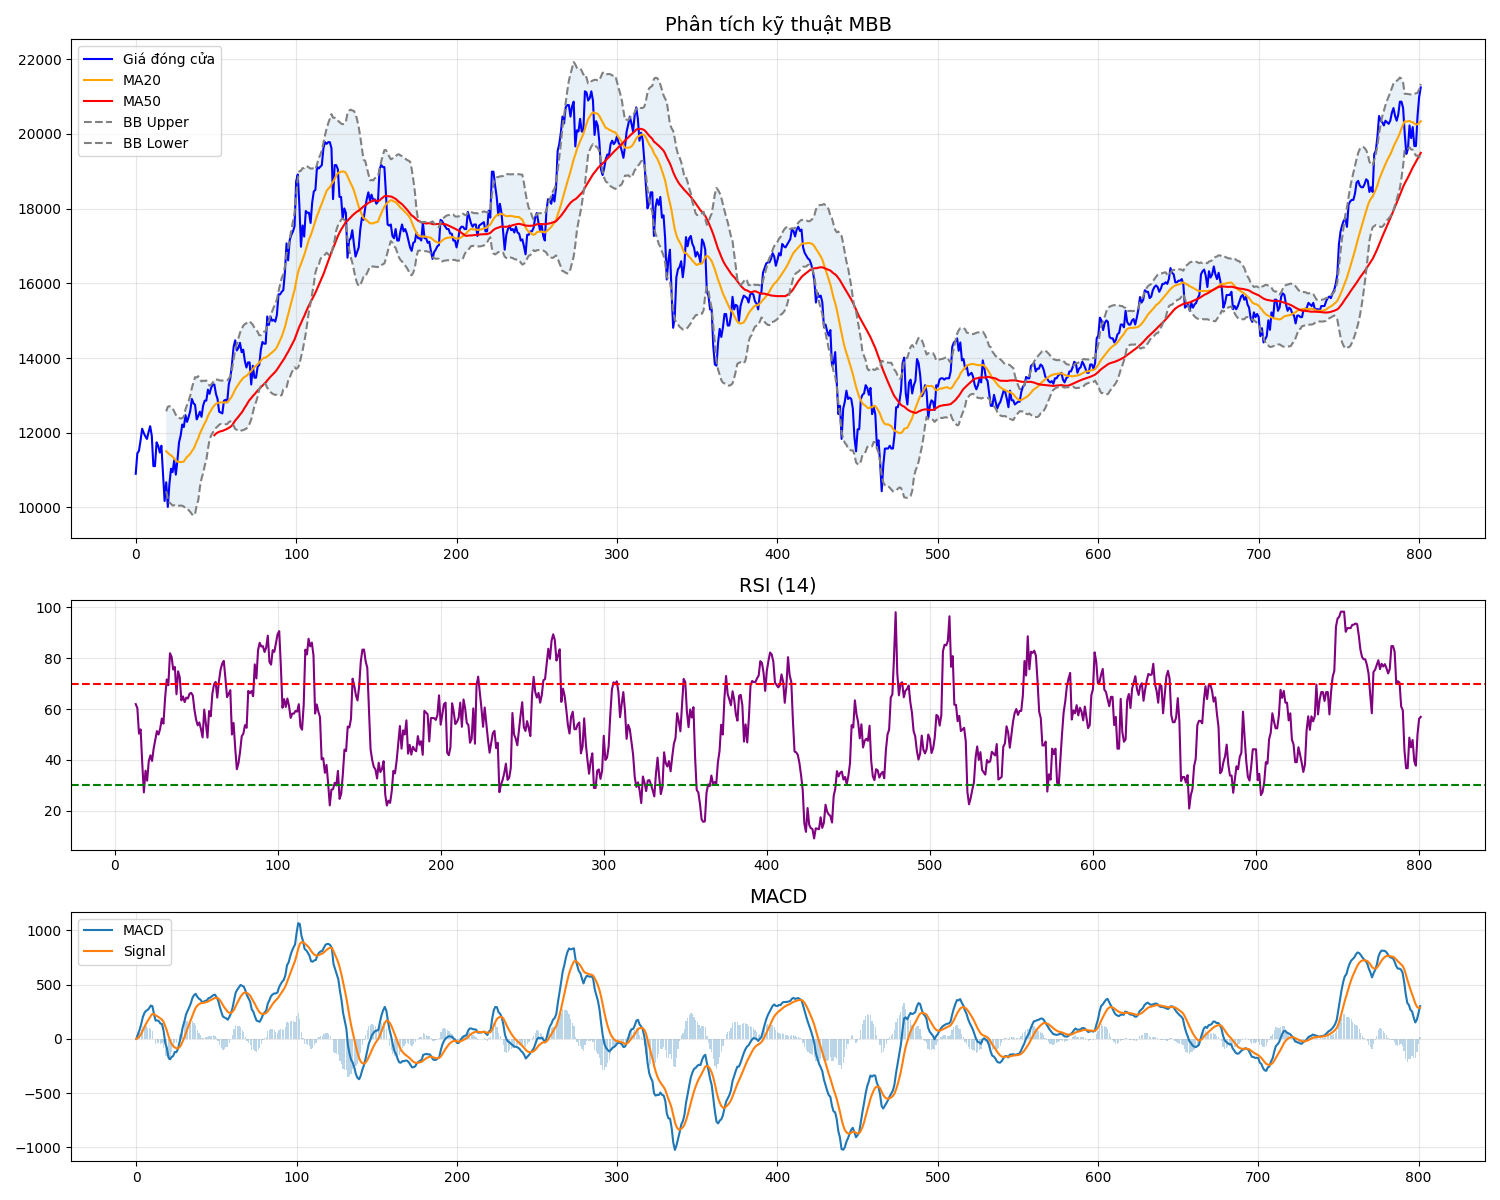 Phân tích kỹ thuật MBB
Giá đóng cửa
MA20
MA50
BB Upper
BB Lower
22000
20000
18000
16000
14000
12000
10000
0 100 200 300 400 500 600 700 800
RSI (14)
100
80
60
40
20
0 100 200 300 400 500 600 700 800
MACD
MACD
Signal
1000
500
0
−500
−1000
0 100 200 300 400 500 600 700 800